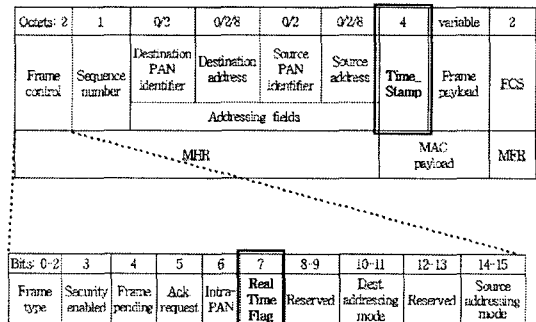 Octets: 2 1 0/2 0/2/8 0/2 0/2/8 4 variable 2
Frame control Sequence number Destination PAN identifier Destination address Source PAN identifier Source address Time_Stamp Frame payload FCS
Addressing fields
MHR MAC payload MFR
Bits: 0-2 3 4 5 6 7 8-9 10-11 12-13 14-15
Frame type Security enabled Frame pending Ack request Intra-PAN Real Time Flag Reserved Dest addressing mode Reserved Source addressing mode